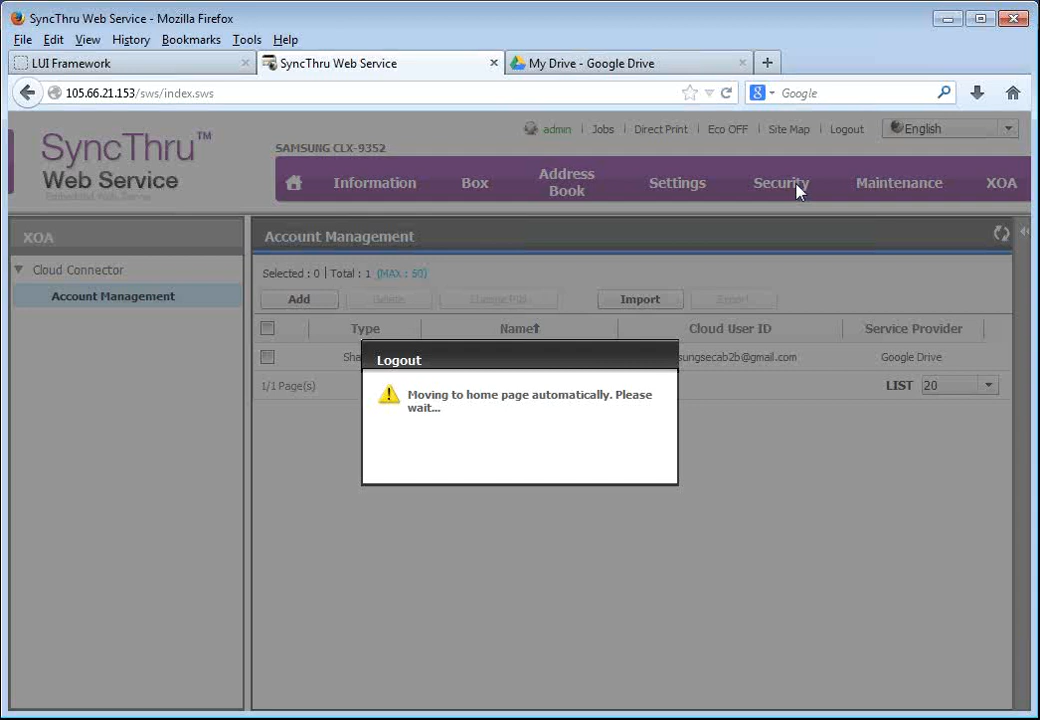 SyncThru Web Service - Mozilla Firefox
File Edit View History Bookmarks Tools Help
LUI Framework
SyncThru Web Service
My Drive - Google Drive
105.66.21.153/sws/index.sws
Google
SyncThru™
Web Service
admin | Jobs | Direct Print | Eco OFF | Site Map | Logout
English
SAMSUNG CLX-9352
Information
Box
Address
Book
Settings
Security
Maintenance
XOA
XOA
Cloud Connector
Account Management
Account Management
Selected : 0 | Total : 1 (MAX : 50)
Add
Delete
Import
Export
Type
Name
Cloud User ID
Service Provider
Sha
sungsecab2b@gmail.com
Google Drive
1/1 Page(s)
LIST 20
Logout
Moving to home page automatically. Please
wait...